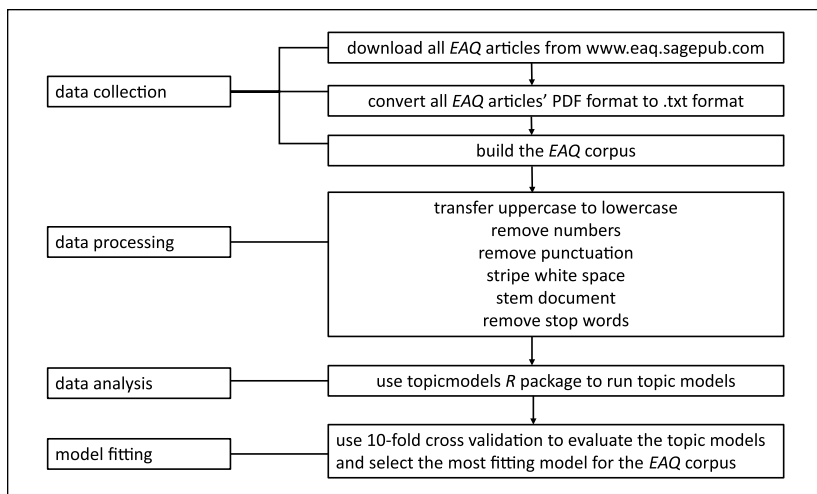 data collection
download all EAQ articles from www.eaq.sagepub.com
convert all EAQ articles' PDF format to .txt format
build the EAQ corpus
data processing
transfer uppercase to lowercase
remove numbers
remove punctuation
stripe white space
stem document
remove stop words
data analysis
use topicmodels R package to run topic models
model fitting
use 10-fold cross validation to evaluate the topic models
and select the most fitting model for the EAQ corpus